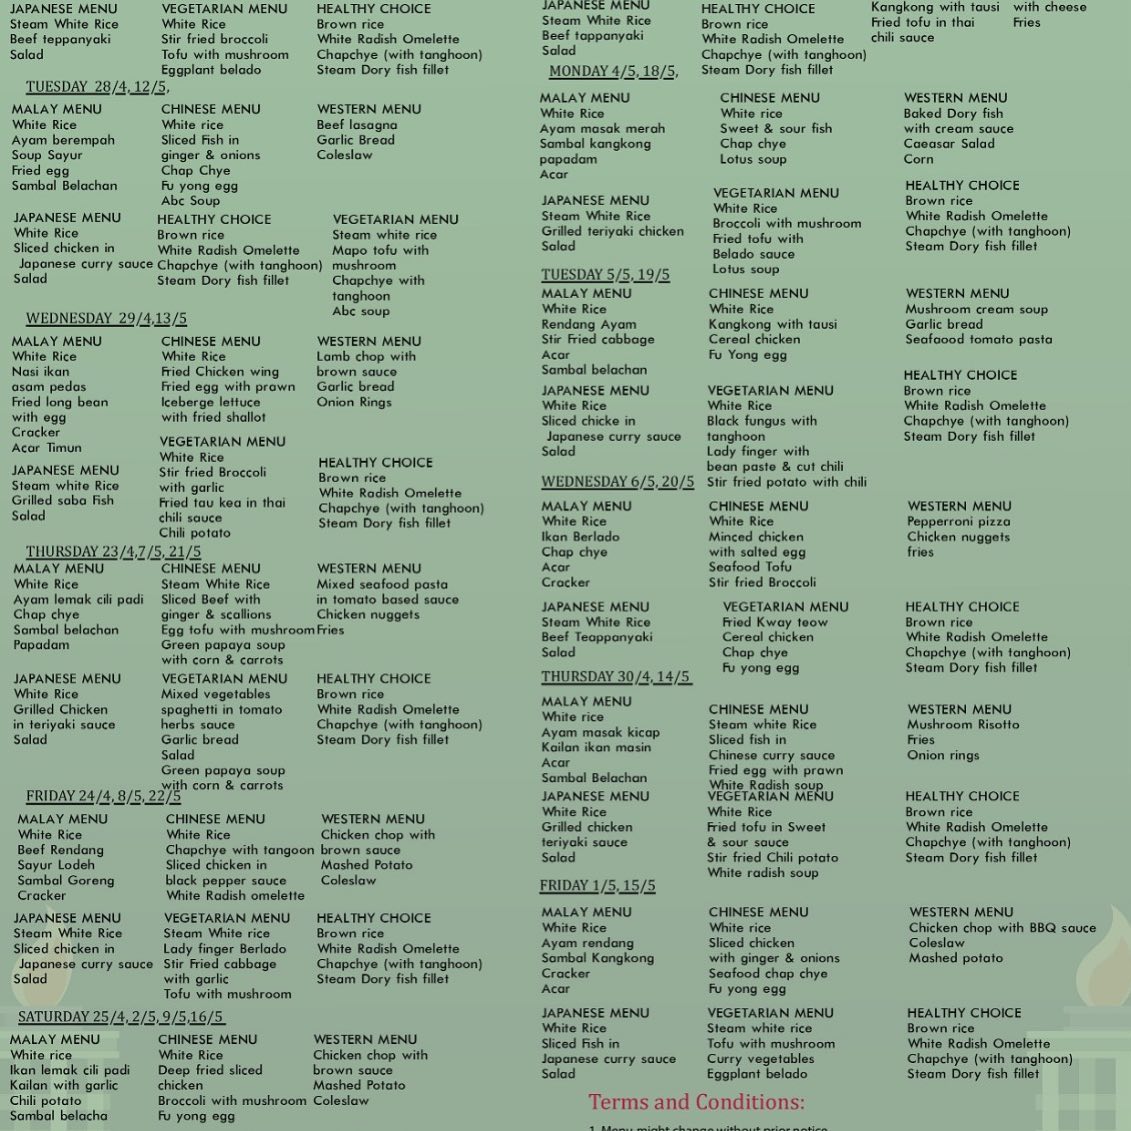 JAPANESE MENU
Steam White Rice
Beef teppanyaki
Salad
VEGETARIAN MENU
White Rice
Stir fried broccoli
Tofu with mushroom
Eggplant belado
HEALTHY CHOICE
Brown rice
White Radish Omelette
Chapchye (with tanghoon)
Steam Dory fish fillet
TUESDAY 28/4, 12/5,
MALAY MENU
White Rice
Ayam berempah
Soup Sayur
Fried egg
Sambal Belachan
CHINESE MENU
White rice
Sliced Fish in
ginger & onions
Chap Chye
Fu yong egg
Abc Soup
WESTERN MENU
Beef lasagna
Garlic Bread
Coleslaw
JAPANESE MENU
White Rice
Sliced chicken in
Japanese curry sauce
Salad
HEALTHY CHOICE
Brown rice
White Radish Omelette
Chapchye (with tanghoon)
Steam Dory fish fillet
VEGETARIAN MENU
Steam white rice
Mapo tofu with
mushroom
Chapchye with
tanghoon
Abc soup
WEDNESDAY 29/4,13/5
MALAY MENU
White Rice
Nasi ikan
asam pedas
Fried long bean
with egg
Cracker
Acar Timun
CHINESE MENU
White Rice
Fried Chicken wing
Fried egg with prawn
Iceberge lettuce
with fried shallot
WESTERN MENU
Lamb chop with
brown sauce
Garlic bread
Onion Rings
JAPANESE MENU
Steam white Rice
Grilled saba Fish
Salad
VEGETARIAN MENU
White Rice
Stir fried Broccoli
with garlic
Fried tau kea in thai
chili sauce
Chili potato
HEALTHY CHOICE
Brown rice
White Radish Omelette
Chapchye (with tanghoon)
Steam Dory fish fillet
THURSDAY 23/4,7/5, 21/5
MALAY MENU
White Rice
Ayam lemak cili padi
Chap chye
Sambal belachan
Papadam
CHINESE MENU
Steam White Rice
Sliced Beef with
ginger & scallions
Egg tofu with mushroom
Green papaya soup
with corn & carrots
WESTERN MENU
Mixed seafood pasta
in tomato based sauce
Chicken nuggets
Fries
JAPANESE MENU
White Rice
Grilled Chicken
in teriyaki sauce
Salad
VEGETARIAN MENU
Mixed vegetables
spaghetti in tomato
herbs sauce
Garlic bread
Salad
Green papaya soup
with corn & carrots
HEALTHY CHOICE
Brown rice
White Radish Omelette
Chapchye (with tanghoon)
Steam Dory fish fillet
FRIDAY 24/4, 8/5, 22/5
MALAY MENU
White Rice
Beef Rendang
Sayur Lodeh
Sambal Goreng
Cracker
CHINESE MENU
White Rice
Chapchye with tangoon
Sliced chicken in
black pepper sauce
White Radish omelette
WESTERN MENU
Chicken chop with
brown sauce
Mashed Potato
Coleslaw
JAPANESE MENU
Steam White Rice
Sliced chicken in
Japanese curry sauce
Salad
VEGETARIAN MENU
Steam White rice
Lady finger Berlado
Stir Fried cabbage
with garlic
Tofu with mushroom
HEALTHY CHOICE
Brown rice
White Radish Omelette
Chapchye (with tanghoon)
Steam Dory fish fillet
SATURDAY 25/4, 2/5, 9/5,16/5
MALAY MENU
White rice
Ikan lemak cili padi
Kailan with garlic
Chili potato
Sambal belacha
CHINESE MENU
White Rice
Deep fried sliced
chicken
Broccoli with mushroom
Fu yong egg
WESTERN MENU
Chicken chop with
brown sauce
Mashed Potato
Coleslaw
JAPANESE MENU
Steam White Rice
Beef tappanyaki
Salad
HEALTHY CHOICE
Brown rice
White Radish Omelette
Chapchye (with tanghoon)
Steam Dory fish fillet
Kangkong with tausi
Fried tofu in thai
chili sauce
with cheese
Fries
MONDAY 4/5, 18/5,
MALAY MENU
White Rice
Ayam masak merah
Sambal kangkong
papadam
Acar
CHINESE MENU
White rice
Sweet & sour fish
Chap chye
Lotus soup
WESTERN MENU
Baked Dory fish
with cream sauce
Caeasar Salad
Corn
JAPANESE MENU
Steam White Rice
Grilled teriyaki chicken
Salad
VEGETARIAN MENU
White Rice
Broccoli with mushroom
Fried tofu with
Belado sauce
Lotus soup
HEALTHY CHOICE
Brown rice
White Radish Omelette
Chapchye (with tanghoon)
Steam Dory fish fillet
TUESDAY 5/5, 19/5
MALAY MENU
White Rice
Rendang Ayam
Stir Fried cabbage
Acar
Sambal belachan
CHINESE MENU
White Rice
Kangkong with tausi
Cereal chicken
Fu Yong egg
WESTERN MENU
Mushroom cream soup
Garlic bread
Seafaood tomato pasta
JAPANESE MENU
White Rice
Sliced chicke in
Japanese curry sauce
Salad
VEGETARIAN MENU
White Rice
Black fungus with
tanghoon
Lady finger with
bean paste & cut chili
Stir fried potato with chili
HEALTHY CHOICE
Brown rice
White Radish Omelette
Chapchye (with tanghoon)
Steam Dory fish fillet
WEDNESDAY 6/5, 20/5
MALAY MENU
White Rice
Ikan Berlado
Chap chye
Acar
Cracker
CHINESE MENU
White Rice
Minced chicken
with salted egg
Seafood Tofu
Stir fried Broccoli
WESTERN MENU
Pepperroni pizza
Chicken nuggets
fries
JAPANESE MENU
Steam White Rice
Beef Teappanyaki
Salad
VEGETARIAN MENU
Fried Kway teow
Cereal chicken
Chap chye
Fu yong egg
HEALTHY CHOICE
Brown rice
White Radish Omelette
Chapchye (with tanghoon)
Steam Dory fish fillet
THURSDAY 30/4, 14/5
MALAY MENU
White rice
Ayam masak kicap
Kailan ikan masin
Acar
Sambal Belachan
CHINESE MENU
Steam white Rice
Sliced fish in
Chinese curry sauce
Fried egg with prawn
White Radish soup
WESTERN MENU
Mushroom Risotto
Fries
Onion rings
JAPANESE MENU
White Rice
Grilled chicken
teriyaki sauce
Salad
VEGETARIAN MENU
Fried tofu in Sweet
& sour sauce
Stir fried Chili potato
White radish soup
HEALTHY CHOICE
Brown rice
White Radish Omelette
Chapchye (with tanghoon)
Steam Dory fish fillet
FRIDAY 1/5, 15/5
MALAY MENU
White Rice
Ayam rendang
Sambal Kangkong
Cracker
Acar
CHINESE MENU
White rice
Sliced chicken
with ginger & onions
Seafood chap chye
Fu yong egg
WESTERN MENU
Chicken chop with BBQ sauce
Coleslaw
Mashed potato
JAPANESE MENU
White Rice
Sliced Fish in
Japanese curry sauce
Salad
VEGETARIAN MENU
Steam white rice
Tofu with mushroom
Curry vegetables
Eggplant belado
HEALTHY CHOICE
Brown rice
White Radish Omelette
Chapchye (with tanghoon)
Steam Dory fish fillet
Terms and Conditions:
1. Menu might change without prior notice